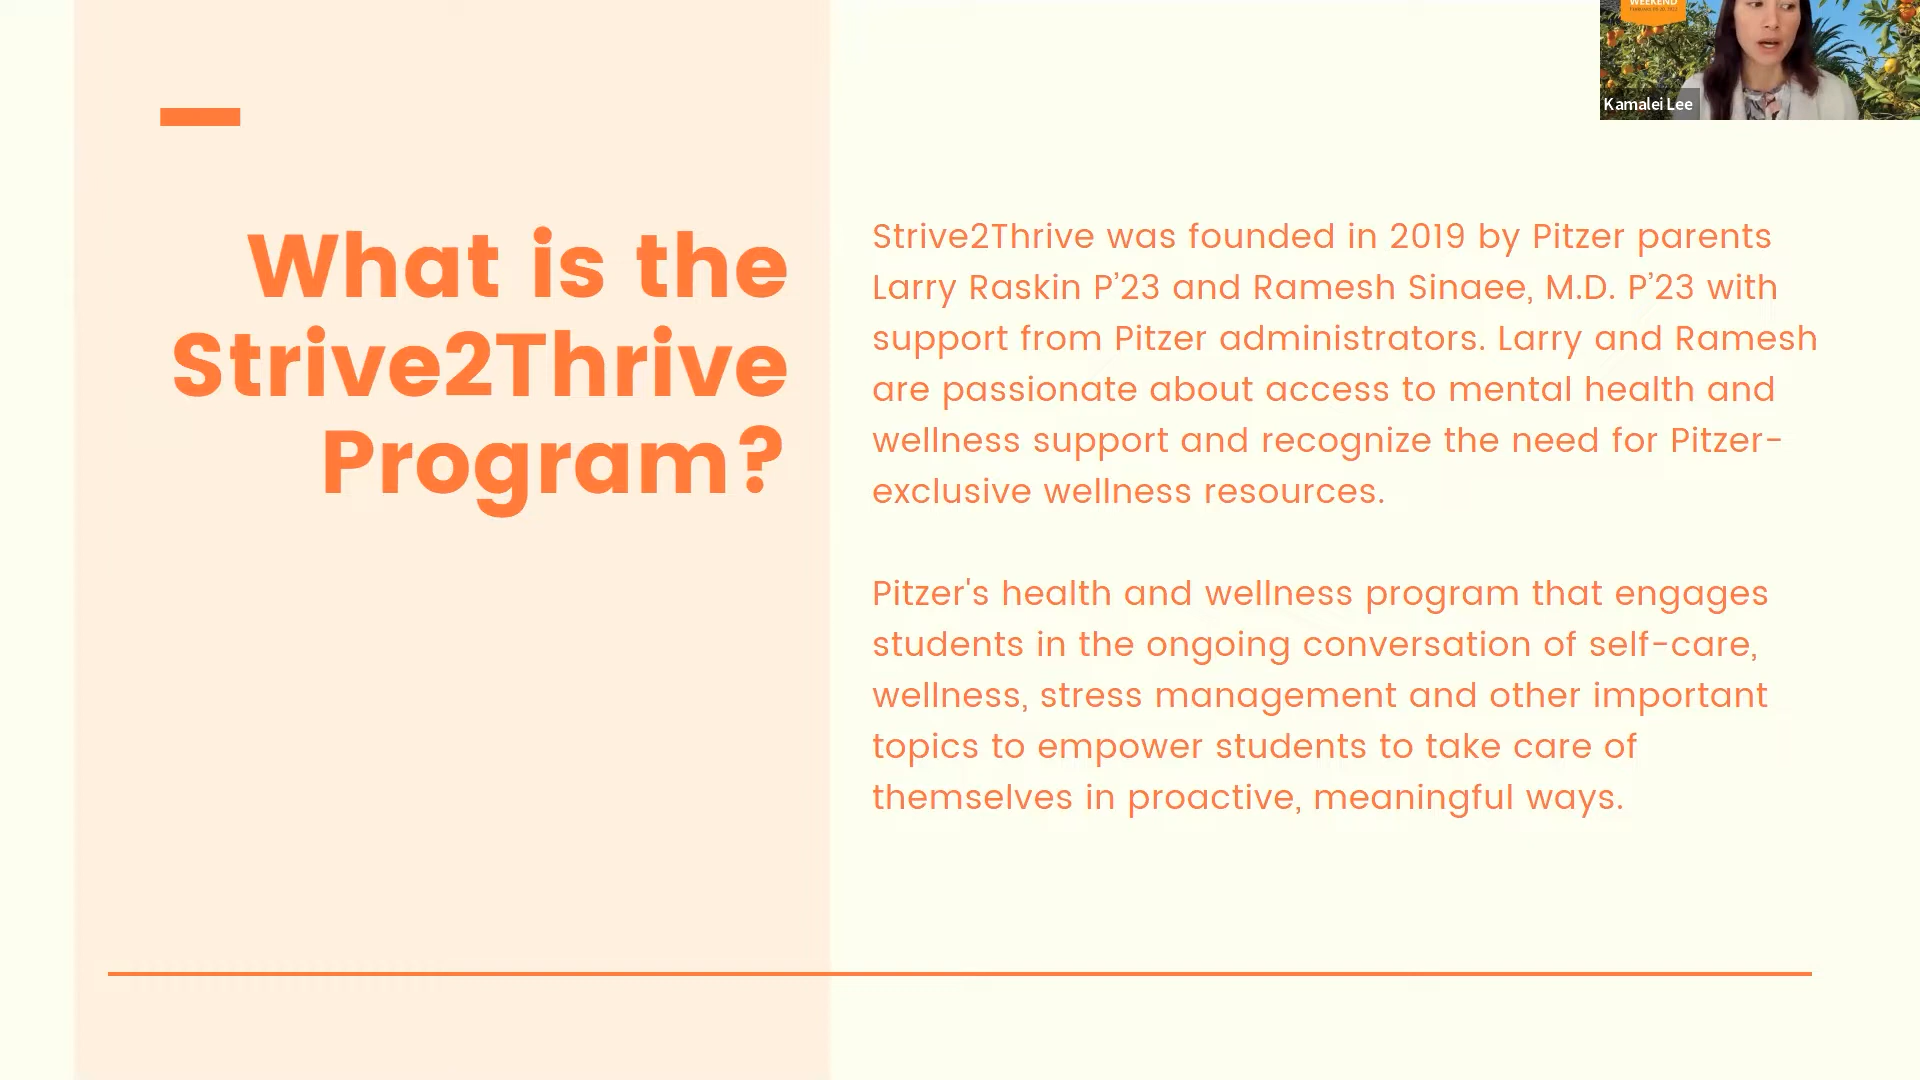 WEEKEND
Kamalei Lee
What is the
Strive2Thrive
Program?
Strive2Thrive was founded in 2019 by Pitzer parents
Larry Raskin P’23 and Ramesh Sinaee, M.D. P’23 with
support from Pitzer administrators. Larry and Ramesh
are passionate about access to mental health and
wellness support and recognize the need for Pitzer-
exclusive wellness resources.
Pitzer's health and wellness program that engages
students in the ongoing conversation of self-care,
wellness, stress management and other important
topics to empower students to take care of
themselves in proactive, meaningful ways.